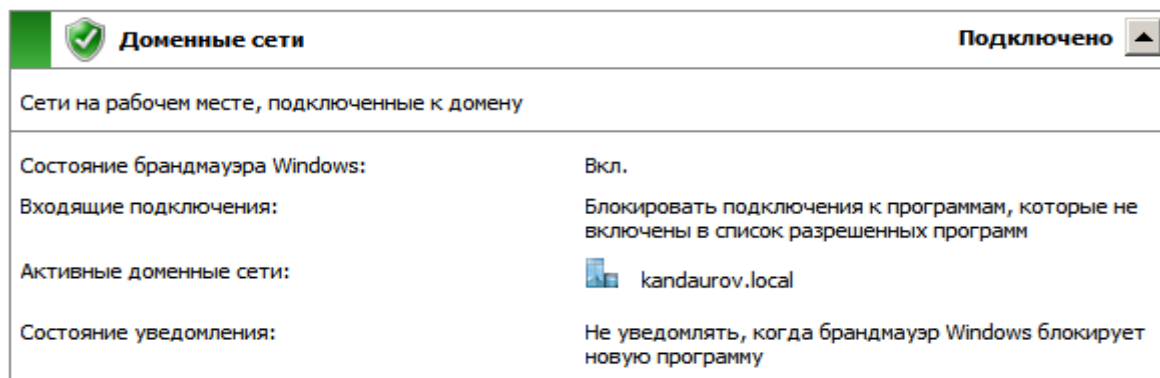 Доменные сети
Подключено
Сети на рабочем месте, подключенные к домену
Состояние брандмауэра Windows:
Вкл.
Входящие подключения:
Блокировать подключения к программам, которые не
включены в список разрешенных программ
Активные доменные сети:
kandaurov.local
Состояние уведомления:
Не уведомлять, когда брандмауэр Windows блокирует
новую программу